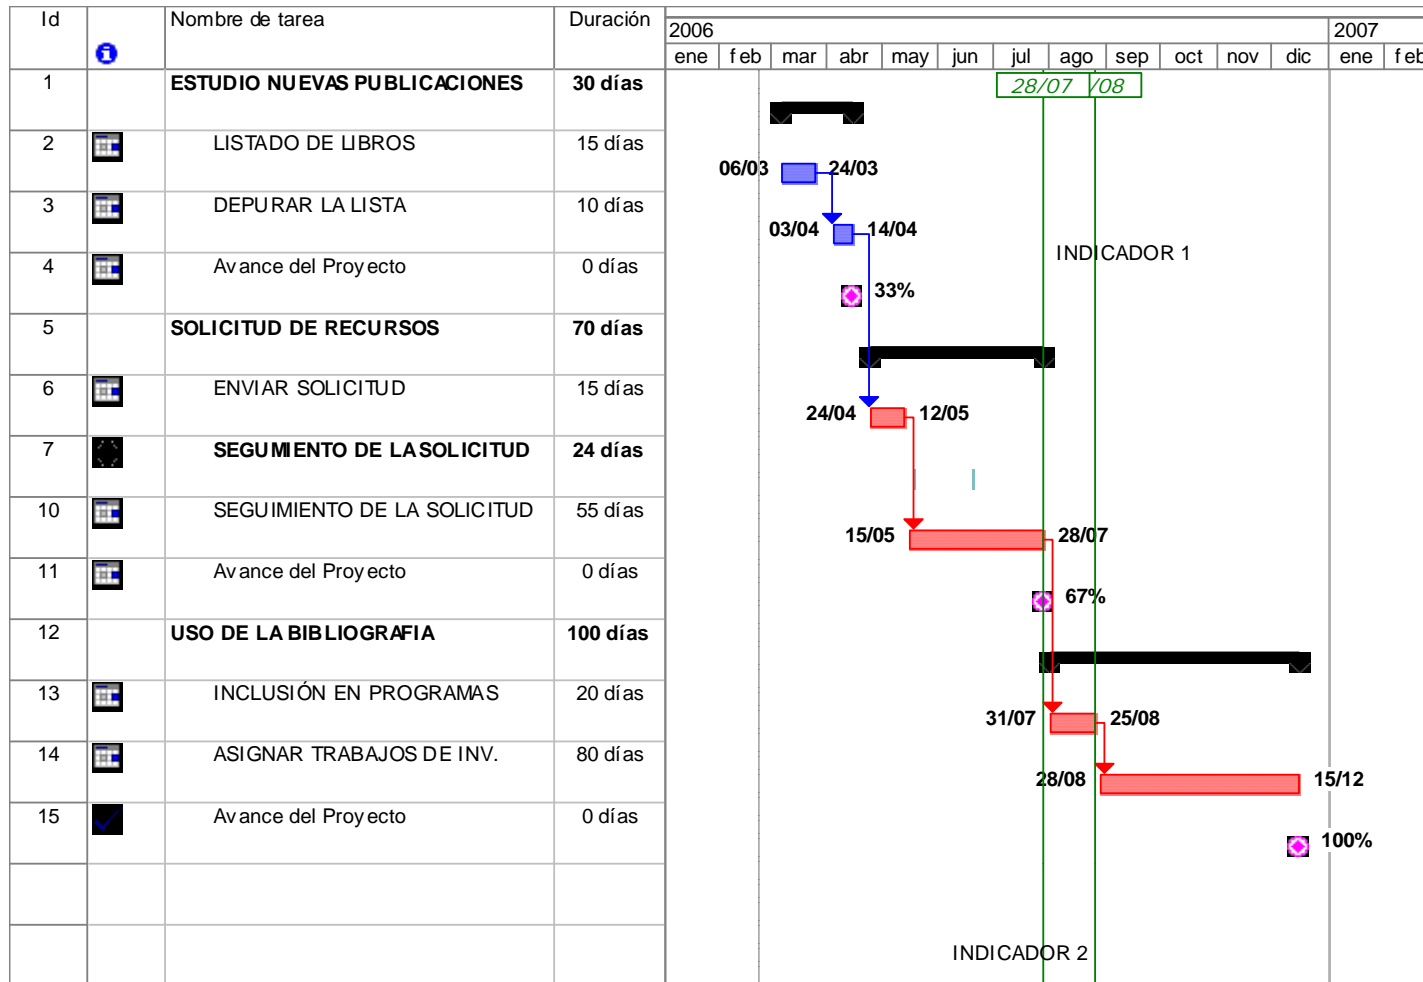 Id Nombre de tarea Duración
2006 2007
ene feb mar abr may jun jul ago sep oct nov dic ene feb
1 ESTUDIO NUEVAS PUBLICACIONES 30 días
28/07 /08
2 LISTADO DE LIBROS 15 días
06/03 24/03
3 DEPURAR LA LISTA 10 días
03/04 14/04
INDICADOR 1
4 Avance del Proyecto 0 días
33%
5 SOLICITUD DE RECURSOS 70 días
6 ENVIAR SOLICITUD 15 días
24/04 12/05
7 SEGUMIENTO DE LA SOLICITUD 24 días
10 SEGUIMIENTO DE LA SOLICITUD 55 días
15/05 28/07
11 Avance del Proyecto 0 días
67%
12 USO DE LA BIBLIOGRAFIA 100 días
13 INCLUSIÓN EN PROGRAMAS 20 días
31/07 25/08
14 ASIGNAR TRABAJOS DE INV. 80 días
28/08 15/12
15 Avance del Proyecto 0 días
100%
INDICADOR 2